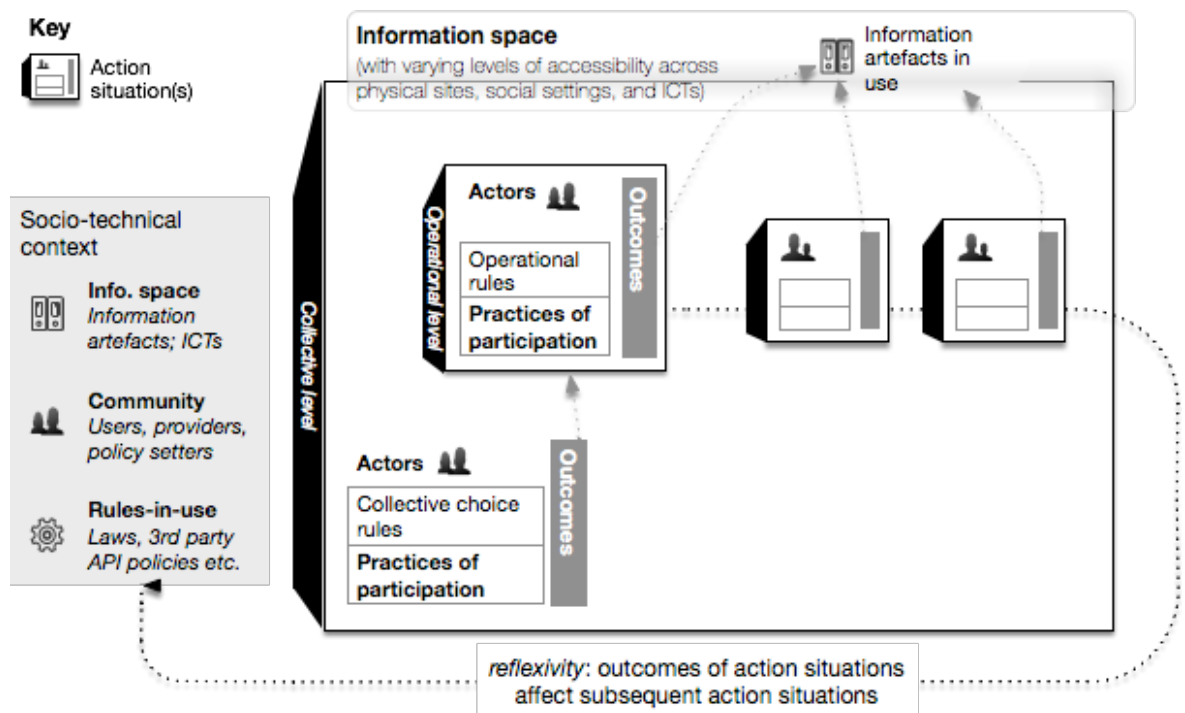 Key
Action
situation(s)
Information space
(with varying levels of accessibility across
physical sites, social settings, and ICTs)
Information
artefacts in
use
Socio-technical
context
Info. space
Information
artefacts; ICTs
Community
Users, providers,
policy setters
Rules-in-use
Laws, 3rd party
API policies etc.
Collective level
Operational level
Actors
Operational
rules
Practices of
participation
Outcomes
Actors
Collective choice
rules
Practices of
participation
Outcomes
reflexivity: outcomes of action situations
affect subsequent action situations